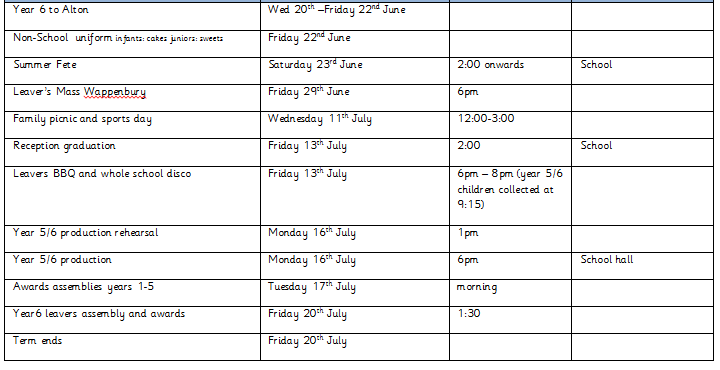 Year 6 to Alton Wed 20th –Friday 22nd June
Non-School uniform infants: cakes juniors: sweets Friday 22nd June
Summer Fete Saturday 23rd June 2:00 onwards School
Leaver's Mass Wappenbury Friday 29th June 6pm
Family picnic and sports day Wednesday 11th July 12:00-3:00
Reception graduation Friday 13th July 2:00 School
Leavers BBQ and whole school disco Friday 13th July 6pm – 8pm (year 5/6
children collected at
9:15)
Year 5/6 production rehearsal Monday 16th July 1pm
Year 5/6 production Monday 16th July 6pm School hall
Awards assemblies years 1-5 Tuesday 17th July morning
Year6 leavers assembly and awards Friday 20th July 1:30
Term ends Friday 20th July